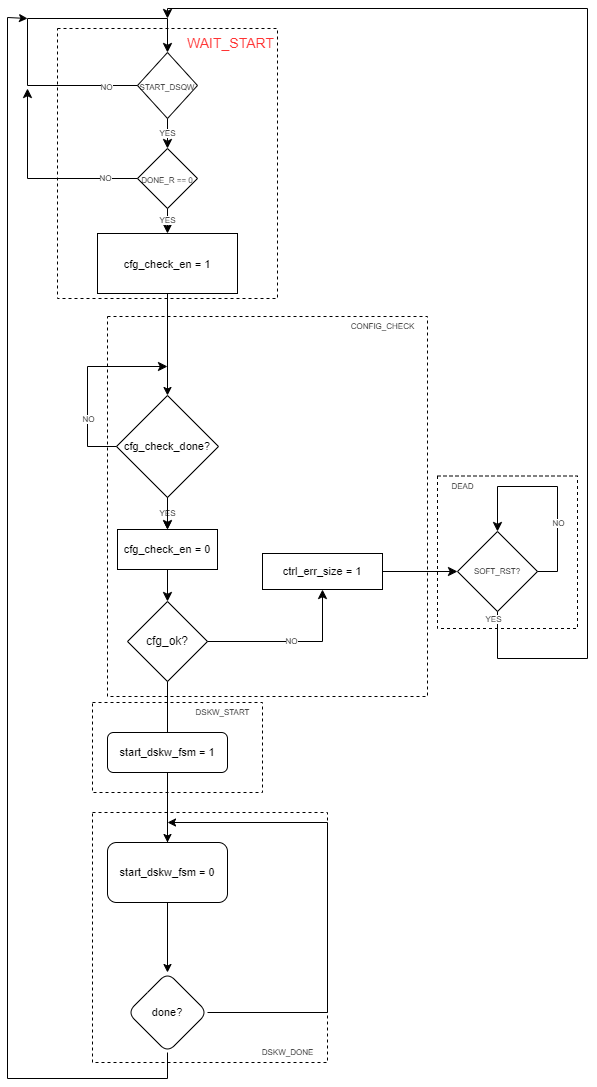 WAIT_START
START_DSQW
NO
YES
DONE_R == 0
NO
YES
cfg_check_en = 1
CONFIG_CHECK
NO
cfg_check_done?
YES
cfg_check_en = 0
ctrl_err_size = 1
cfg_ok?
NO
DEAD
NO
SOFT_RST?
YES
DSKW_START
start_dskw_fsm = 1
start_dskw_fsm = 0
done?
DSKW_DONE